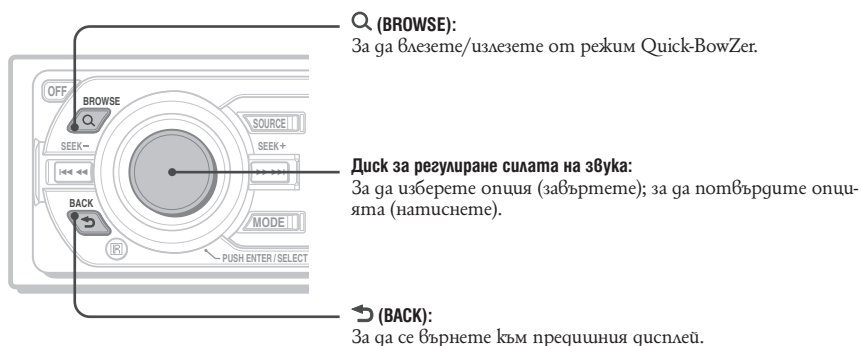 (BROWSE):
За да влезете/излезете от режим Quick-BowZer.
OFF
BROWSE
SOURCE
SEEK–
SEEK+
Диск за регулиране силата на звука:
За да изберете опция (завъртете); за да потвърдите опци-
ята (натиснете).
BACK
MODE
R
PUSH ENTER / SELECT
(BACK):
За да се върнете към предишния дисплей.